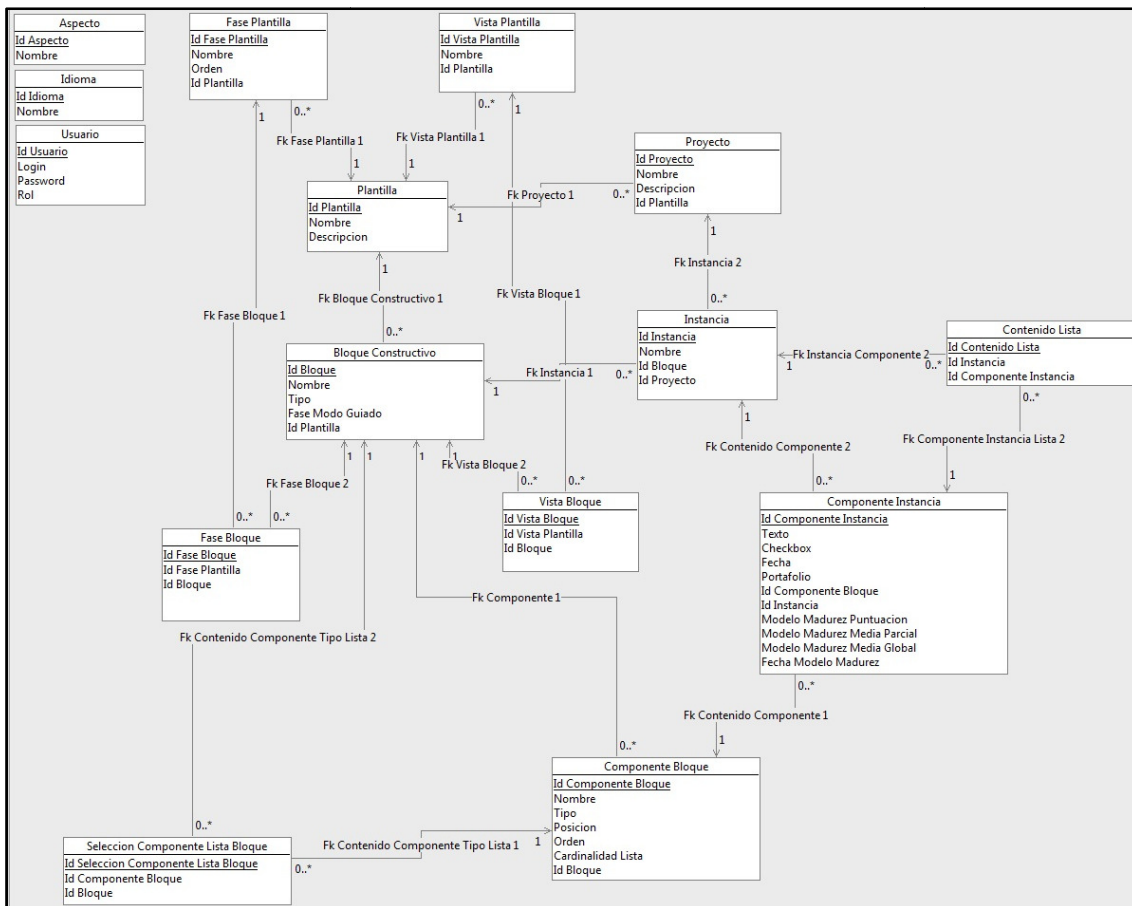 Aspecto
Id Aspecto
Nombre
Idioma
Id Idioma
Nombre
Usuario
Id Usuario
Login
Password
Rol
Fase Plantilla
Id Fase Plantilla
Nombre
Orden
Id Plantilla
Vista Plantilla
Id Vista Plantilla
Nombre
Id Plantilla
1
0..*
0..*
1
Fk Fase Plantilla 1
Fk Vista Plantilla 1
1
1
Proyecto
Id Proyecto
Nombre
Descripcion
Id Plantilla
Plantilla
Id Plantilla
Nombre
Descripcion
1
Fk Proyecto 1
0..*
1
1
Fk Instancia 2
0..*
Fk Bloque Constructivo 1
Fk Vista Bloque 1
Fk Fase Bloque 1
0..*
Instancia
Id Instancia
Nombre
Id Bloque
Id Proyecto
Contenido Lista
Id Contenido Lista
Id Instancia
Id Componente Instancia
1
Fk Instancia Componente 2
0..*
Bloque Constructivo
Id Bloque
Nombre
Tipo
Fase Modo Guiado
Id Plantilla
1
Fk Instancia 1
0..*
1
0..*
1
1
1
1
Fk Contenido Componente 2
Fk Componente Instancia Lista 2
Fk Vista Bloque 2
Fk Fase Bloque 2
0..*
0..*
0..*
1
Vista Bloque
Id Vista Bloque
Id Vista Plantilla
Id Bloque
Componente Instancia
Id Componente Instancia
Texto
Checkbox
Fecha
Portafolio
Id Componente Bloque
Id Instancia
Modelo Madurez Puntuacion
Modelo Madurez Media Parcial
Modelo Madurez Media Global
Fecha Modelo Madurez
0..*
0..*
Fase Bloque
Id Fase Bloque
Id Fase Plantilla
Id Bloque
Fk Componente 1
Fk Contenido Componente Tipo Lista 2
0..*
Fk Contenido Componente 1
0..*
1
Componente Bloque
Id Componente Bloque
Nombre
Tipo
Posicion
Orden
Cardinalidad Lista
Id Bloque
0..*
Seleccion Componente Lista Bloque
Id Seleccion Componente Lista Bloque
Id Componente Bloque
Id Bloque
0..*
Fk Contenido Componente Tipo Lista 1
1